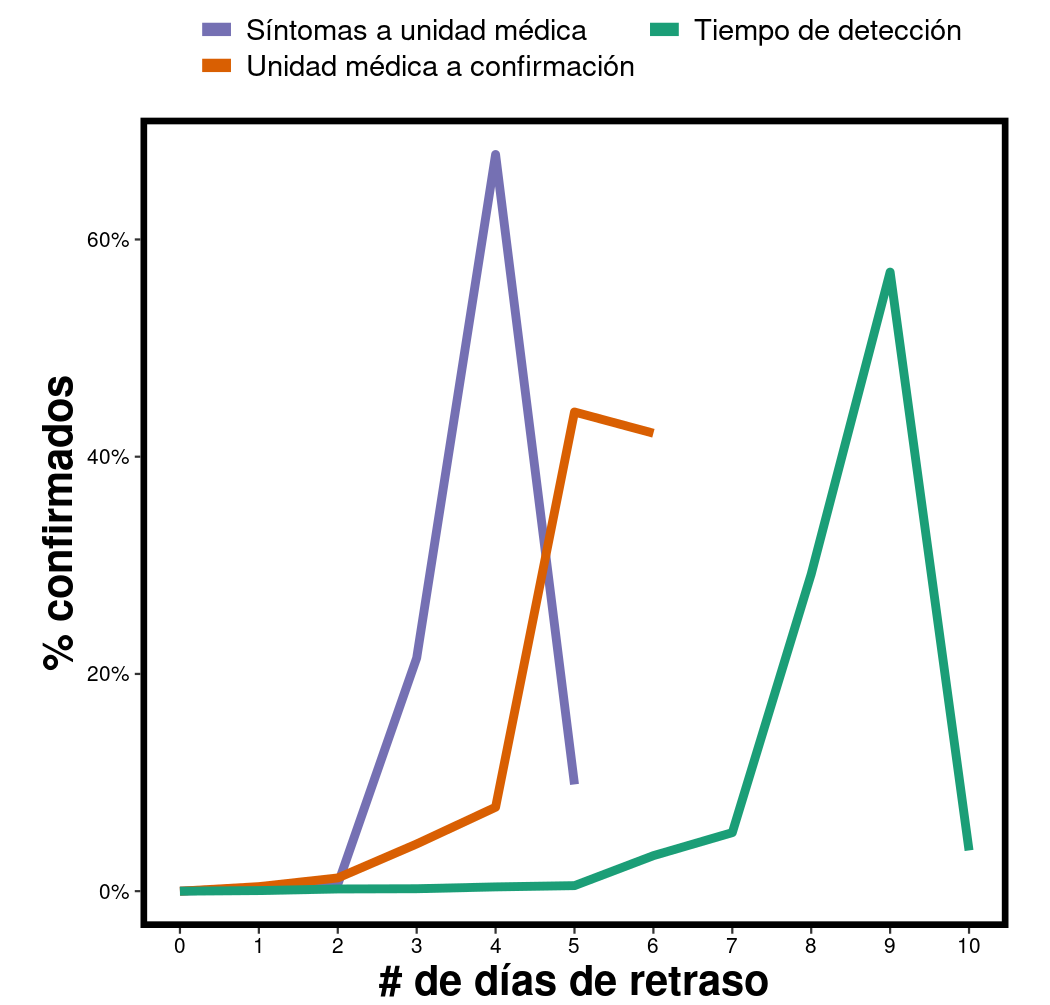 Síntomas a unidad médica
Tiempo de detección
Unidad médica a confirmación
% confirmados
60%
40%
20%
0%
0 1 2 3 4 5 6 7 8 9 10
# de días de retraso